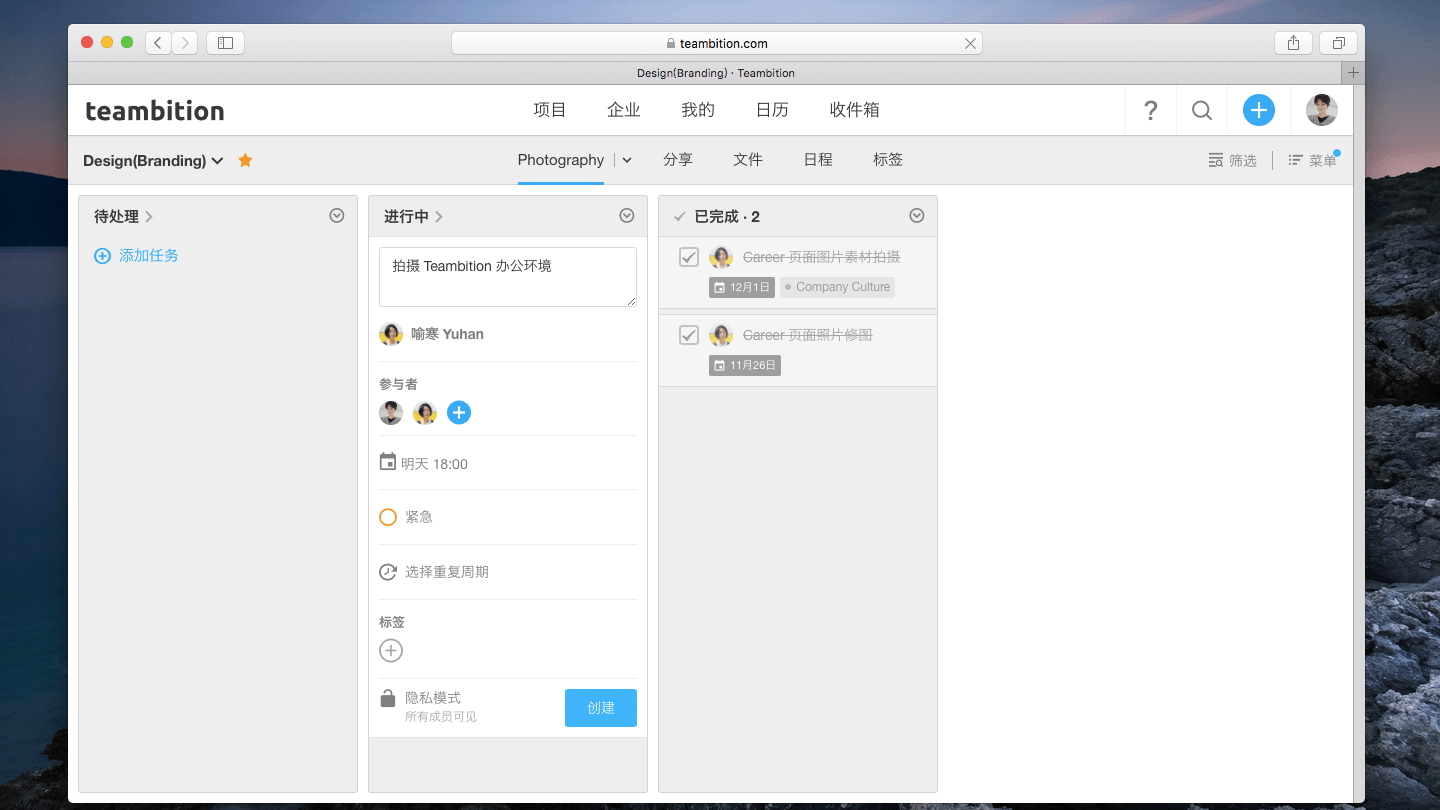 teambition.com
Design(Branding) · Teambition
teambition
项目 企业 我的 日历 收件箱
Design(Branding)
Photography 分享 文件 日程 标签
筛选 菜单
待处理
添加任务
进行中
拍摄 Teambition 办公环境
喻寒 Yuhan
参与者
明天 18:00
紧急
选择重复周期
标签
隐私模式
所有成员可见
创建
已完成 · 2
Career 页面图片素材拍摄
12月1日 Company Culture
Career 页面照片修图
11月26日